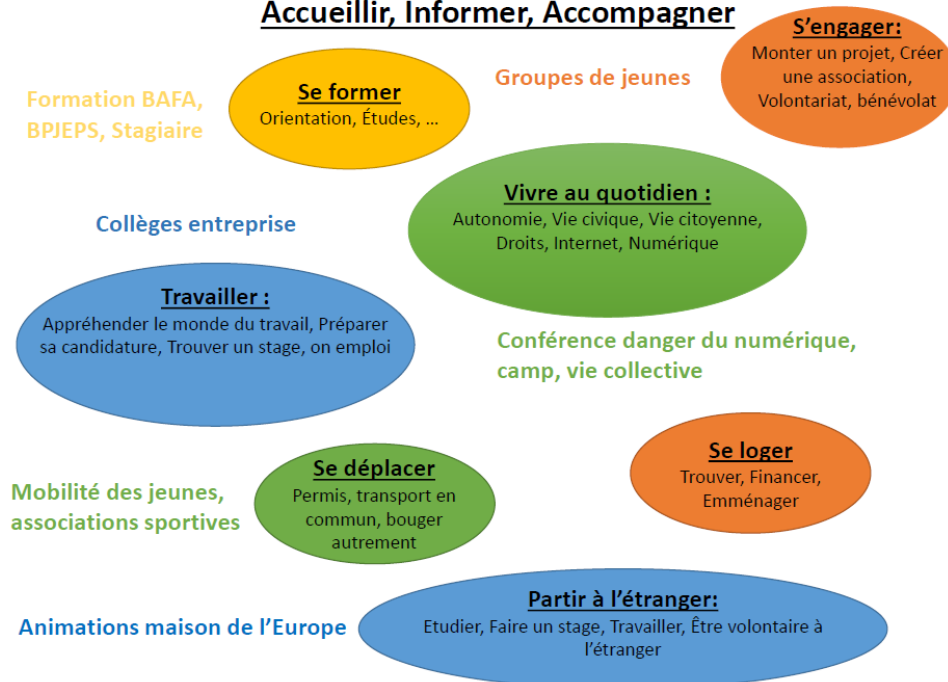 Accueillir, Informer, Accompagner
S'engager:
Monter un projet, Créer
une association,
Volontariat, bénévolat
Groupes de jeunes
Se former
Orientation, Études, ...
Formation BAFA,
BPJEPS, Stagiaire
Vivre au quotidien :
Autonomie, Vie civique, Vie citoyenne,
Droits, Internet, Numérique
Collèges entreprise
Travailler :
Appréhender le monde du travail, Préparer
sa candidature, Trouver un stage, on emploi
Conférence danger du numérique,
camp, vie collective
Se déplacer
Permis, transport en
commun, bouger
autrement
Se loger
Trouver, Financer,
Emménager
Mobilité des jeunes,
associations sportives
Partir à l'étranger:
Etudier, Faire un stage, Travailler, Être volontaire à
l'étranger
Animations maison de l'Europe